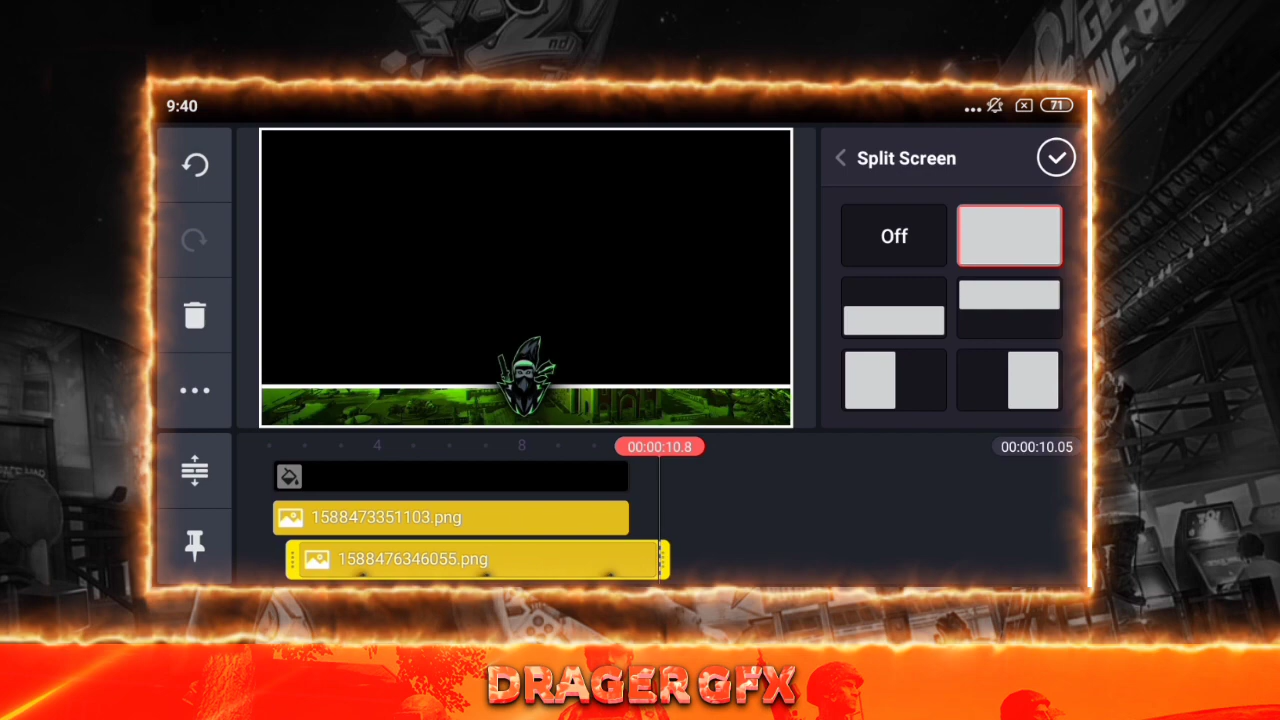 9:40
71
Split Screen
Off
4
8
00:00:10.8
00:00:10.05
1588473351103.png
1588476346055.png
DRAGER GFX